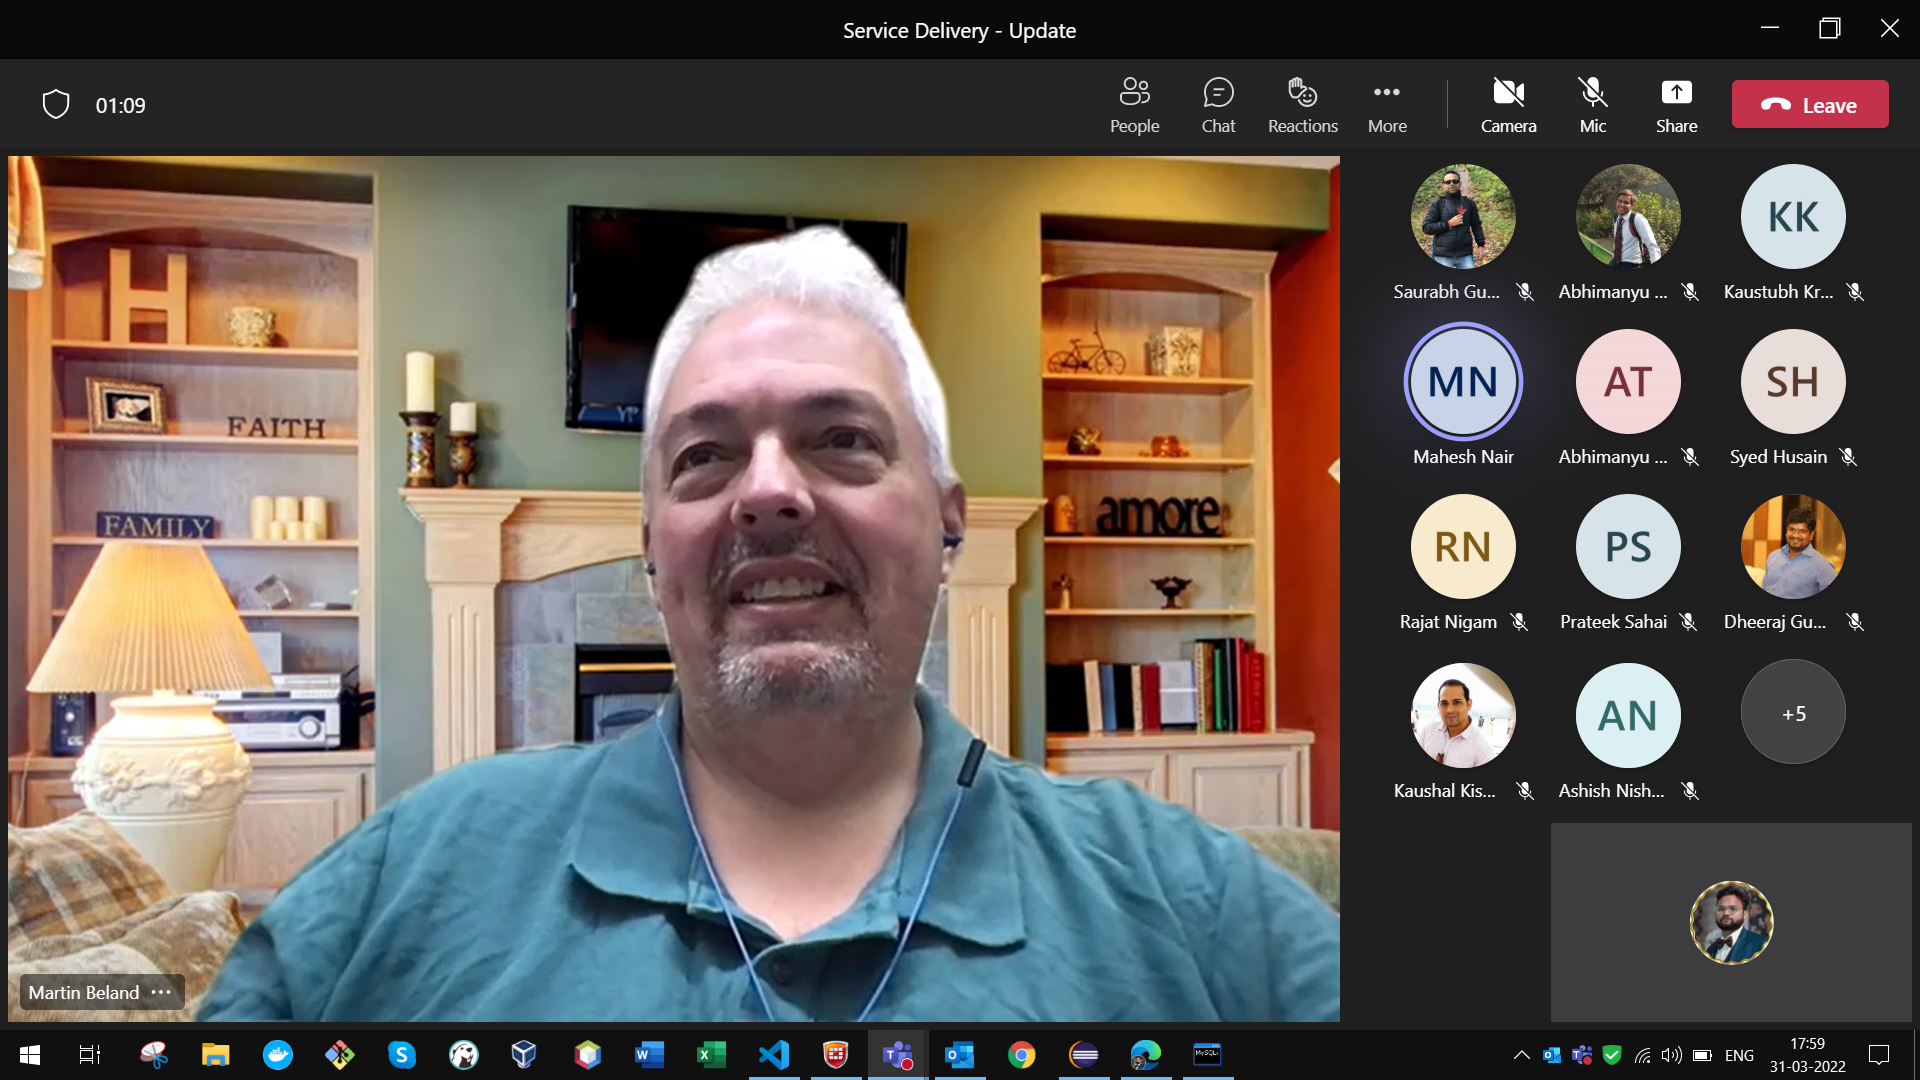 Service Delivery - Update
01:09
People
Chat
Reactions
More
Camera
Mic
Share
Leave
H
FAITH
FAMILY
amore
Martin Beland
Saurabh Gu...
Abhimanyu ...
KK
Kaustubh Kr...
MN
Mahesh Nair
AT
Abhimanyu ...
SH
Syed Husain
RN
Rajat Nigam
PS
Prateek Sahai
Dheeraj Gu...
Kaushal Kis...
AN
Ashish Nish...
+5
ENG
17:59
31-03-2022